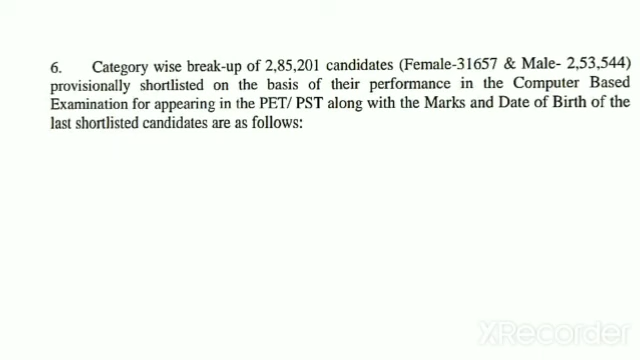 6. Category wise break-up of 2,85,201 candidates (Female-31657 & Male- 2,53,544)
provisionally shortlisted on the basis of their performance in the Computer Based
Examination for appearing in the PET/ PST along with the Marks and Date of Birth of the
last shortlisted candidates are as follows:
XRecorder